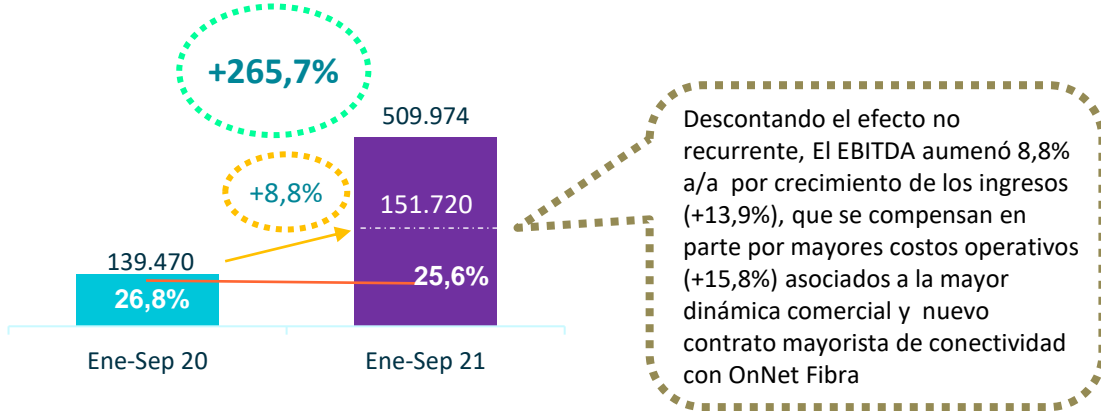 +265,7%
509.974
+8,8%
151.720
139.470
26,8%
25,6%
Ene-Sep 20
Ene-Sep 21
Descontando el efecto no
recurrente, El EBITDA aumenó 8,8%
a/a por crecimiento de los ingresos
(+13,9%), que se compensan en
parte por mayores costos operativos
(+15,8%) asociados a la mayor
dinámica comercial y nuevo
contrato mayorista de conectividad
con OnNet Fibra